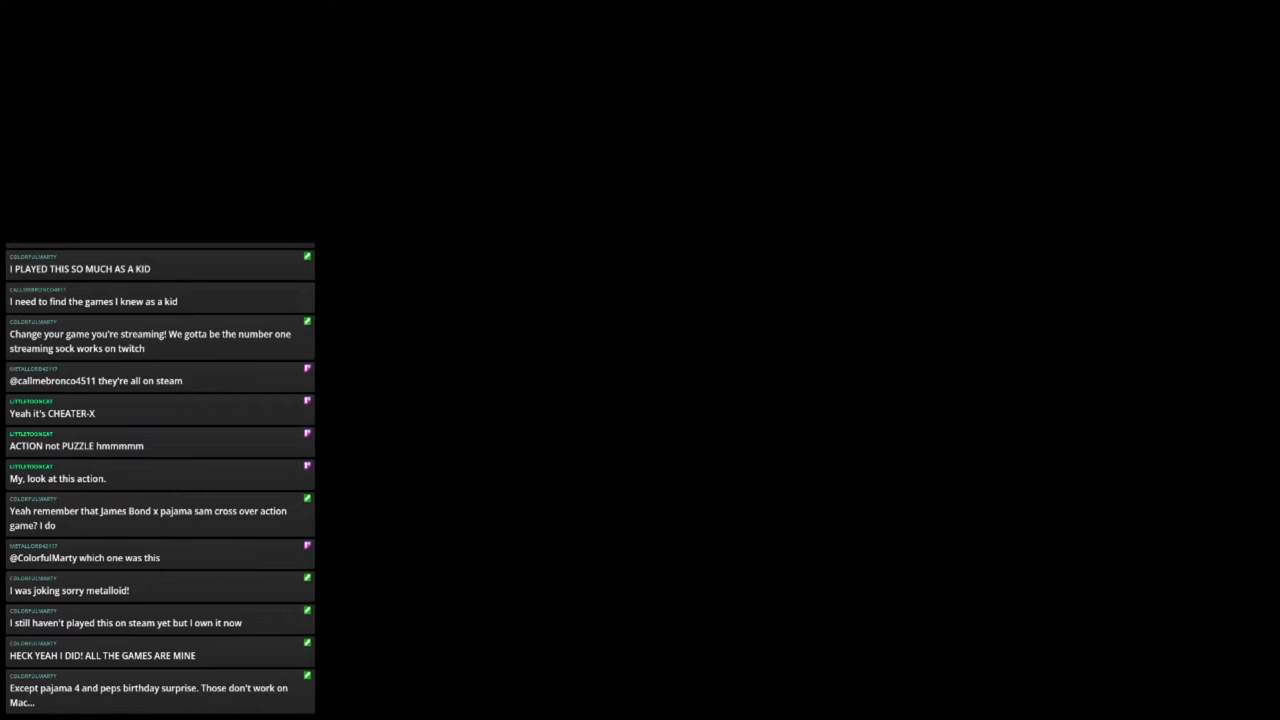 COLORFULMARTY
I PLAYED THIS SO MUCH AS A KID
CALLMEBRONCO4511
I need to find the games I knew as a kid
COLORFULMARTY
Change your game you're streaming! We gotta be the number one
streaming sock works on twitch
METALLORD42117
@callmebronco4511 they're all on steam
LITTLETOONCAT
Yeah it's CHEATER-X
LITTLETOONCAT
ACTION not PUZZLE hmmmmm
LITTLETOONCAT
My, look at this action.
COLORFULMARTY
Yeah remember that James Bond x pajama sam cross over action
game? I do
METALLORD42117
@ColorfulMarty which one was this
COLORFULMARTY
I was joking sorry metalloid!
COLORFULMARTY
I still haven't played this on steam yet but I own it now
COLORFULMARTY
HECK YEAH I DID! ALL THE GAMES ARE MINE
COLORFULMARTY
Except pajama 4 and peps birthday surprise. Those don't work on
Mac...